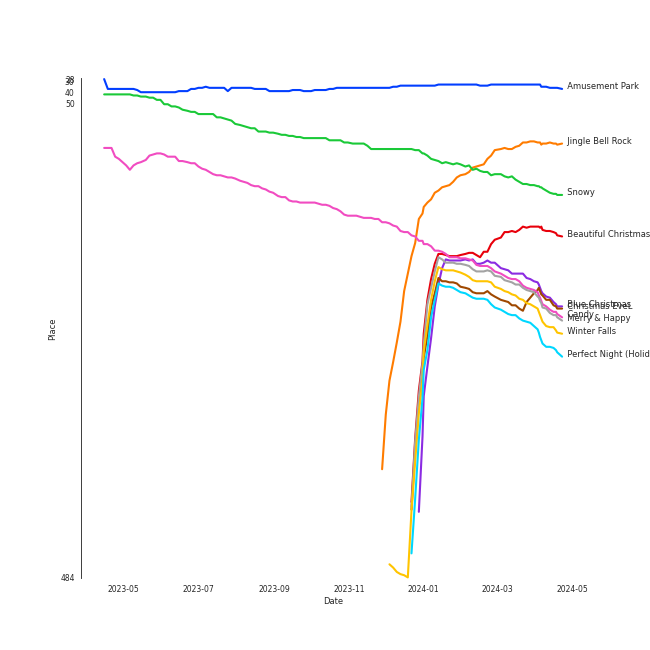 28
30
40
50
484
Place
Amusement Park
Jingle Bell Rock
Snowy
Beautiful Christmas
Blue Christmas
Christmas EveL
Candy
Merry & Happy
Winter Falls
Perfect Night (Holid
2023-05 2023-07 2023-09 2023-11 2024-01 2024-03 2024-05
Date